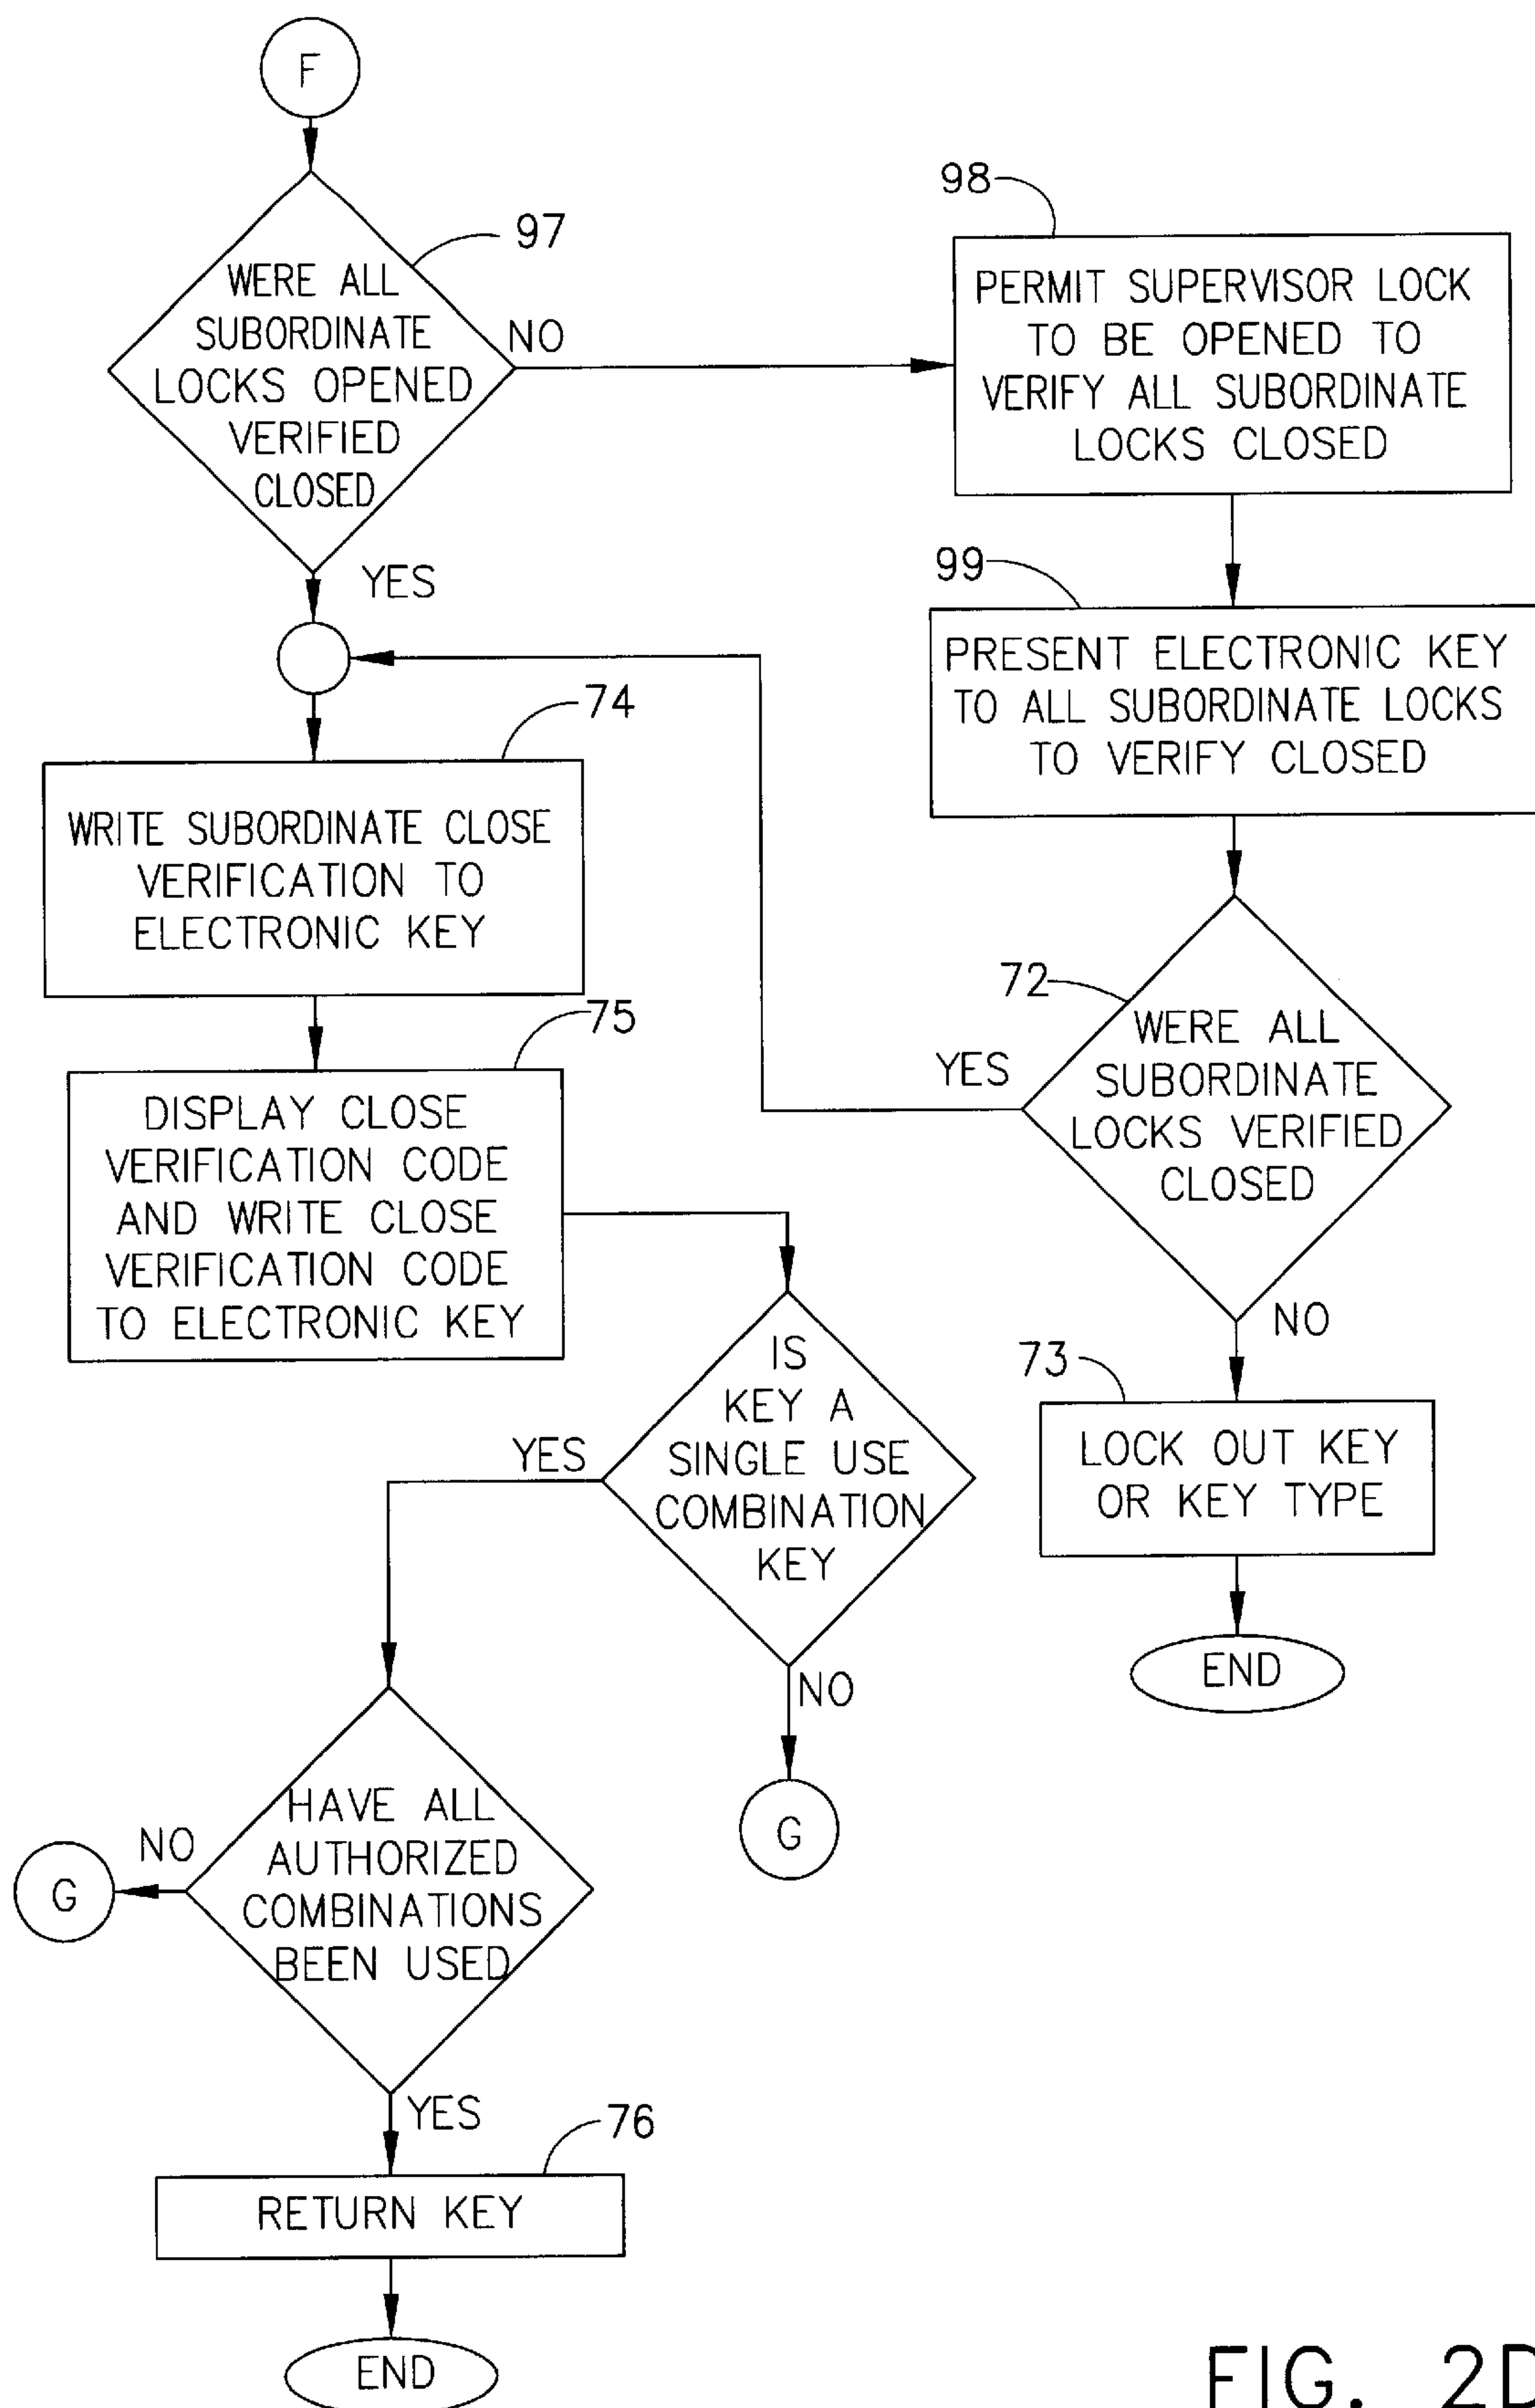 F
97
WERE ALL
SUBORDINATE
LOCKS OPENED
VERIFIED
CLOSED
NO
YES
98
PERMIT SUPERVISOR LOCK
TO BE OPENED TO
VERIFY ALL SUBORDINATE
LOCKS CLOSED
99
PRESENT ELECTRONIC KEY
TO ALL SUBORDINATE LOCKS
TO VERIFY CLOSED
72
WERE ALL
SUBORDINATE
LOCKS VERIFIED
CLOSED
YES
NO
73
LOCK OUT KEY
OR KEY TYPE
END
74
WRITE SUBORDINATE CLOSE
VERIFICATION TO
ELECTRONIC KEY
75
DISPLAY CLOSE
VERIFICATION CODE
AND WRITE CLOSE
VERIFICATION CODE
TO ELECTRONIC KEY
IS
KEY A
SINGLE USE
COMBINATION
KEY
YES
NO
G
HAVE ALL
AUTHORIZED
COMBINATIONS
BEEN USED
NO
G
YES
76
RETURN KEY
END
FIG. 2D